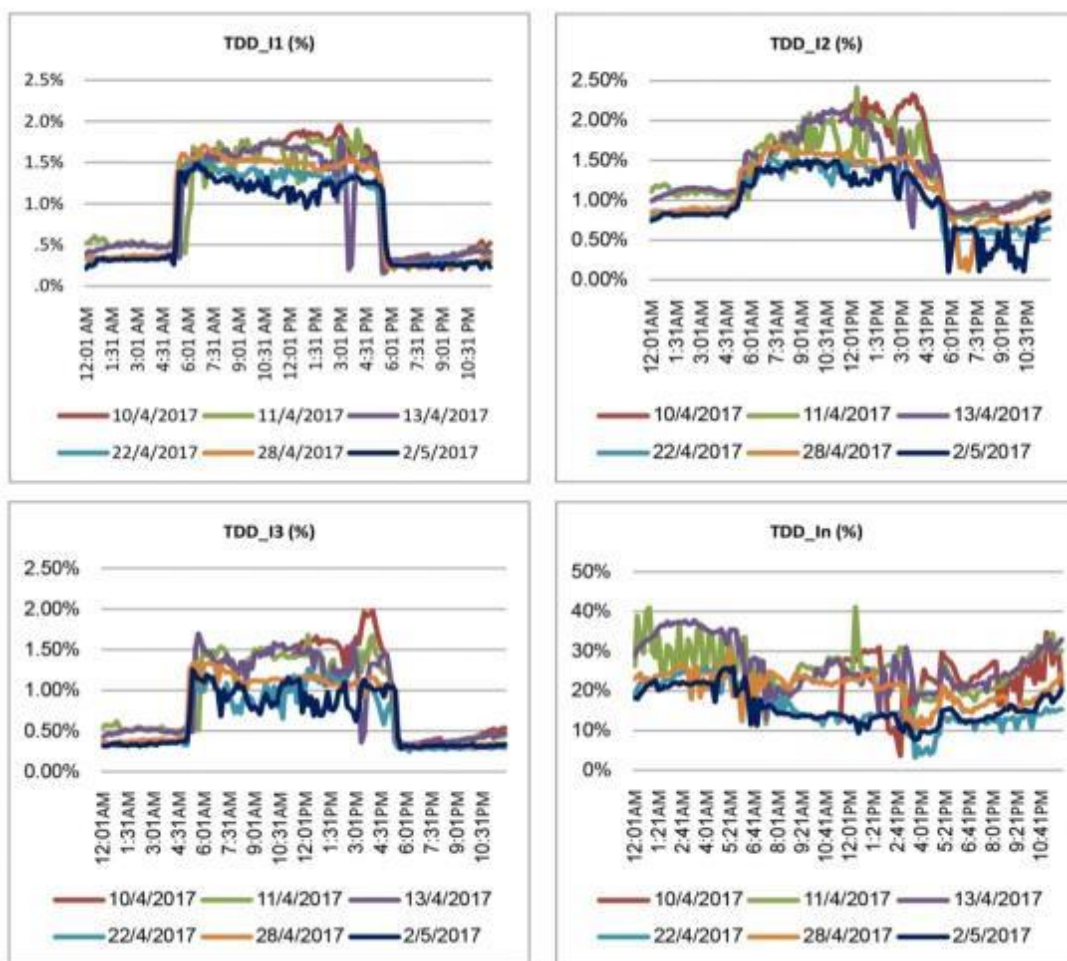 TDD_I1 (%)
2.5%
2.0%
1.5%
1.0%
.5%
.0%
12:01 AM
1:31 AM
3:01 AM
4:31 AM
6:01 AM
7:31 AM
9:01 AM
10:31 AM
12:01 PM
1:31 PM
3:01 PM
4:31 PM
6:01 PM
7:31 PM
9:01 PM
10:31 PM
10/4/2017 11/4/2017 13/4/2017
22/4/2017 28/4/2017 2/5/2017
TDD_I2 (%)
2.50%
2.00%
1.50%
1.00%
0.50%
0.00%
12:01AM
1:31AM
3:01AM
4:31AM
6:01AM
7:31AM
9:01AM
10:31AM
12:01PM
1:31PM
3:01PM
4:31PM
6:01PM
7:31PM
9:01PM
10:31PM
10/4/2017 11/4/2017 13/4/2017
22/4/2017 28/4/2017 2/5/2017
TDD_I3 (%)
2.50%
2.00%
1.50%
1.00%
0.50%
0.00%
12:01AM
1:31AM
3:01AM
4:31AM
6:01AM
7:31AM
9:01AM
10:31AM
12:01PM
1:31PM
3:01PM
4:31PM
6:01PM
7:31PM
9:01PM
10:31PM
10/4/2017 11/4/2017 13/4/2017
22/4/2017 28/4/2017 2/5/2017
TDD_In (%)
50%
40%
30%
20%
10%
0%
12:01AM
1:21AM
2:41AM
4:01AM
5:21AM
6:41AM
8:01AM
9:21AM
10:41AM
12:01PM
1:21PM
2:41PM
4:01PM
5:21PM
6:41PM
8:01PM
9:21PM
10:41PM
10/4/2017 11/4/2017 13/4/2017
22/4/2017 28/4/2017 2/5/2017